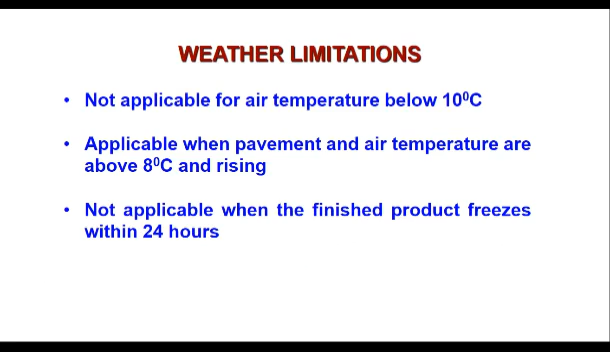 WEATHER LIMITATIONS
• Not applicable for air temperature below 10⁰C
• Applicable when pavement and air temperature are
above 8⁰C and rising
• Not applicable when the finished product freezes
within 24 hours